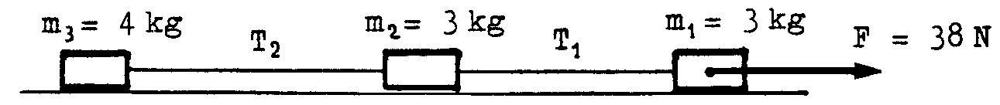 m₃= 4 kg m₂= 3 kg m₁= 3 kg
T₂ T₁ F = 38 N